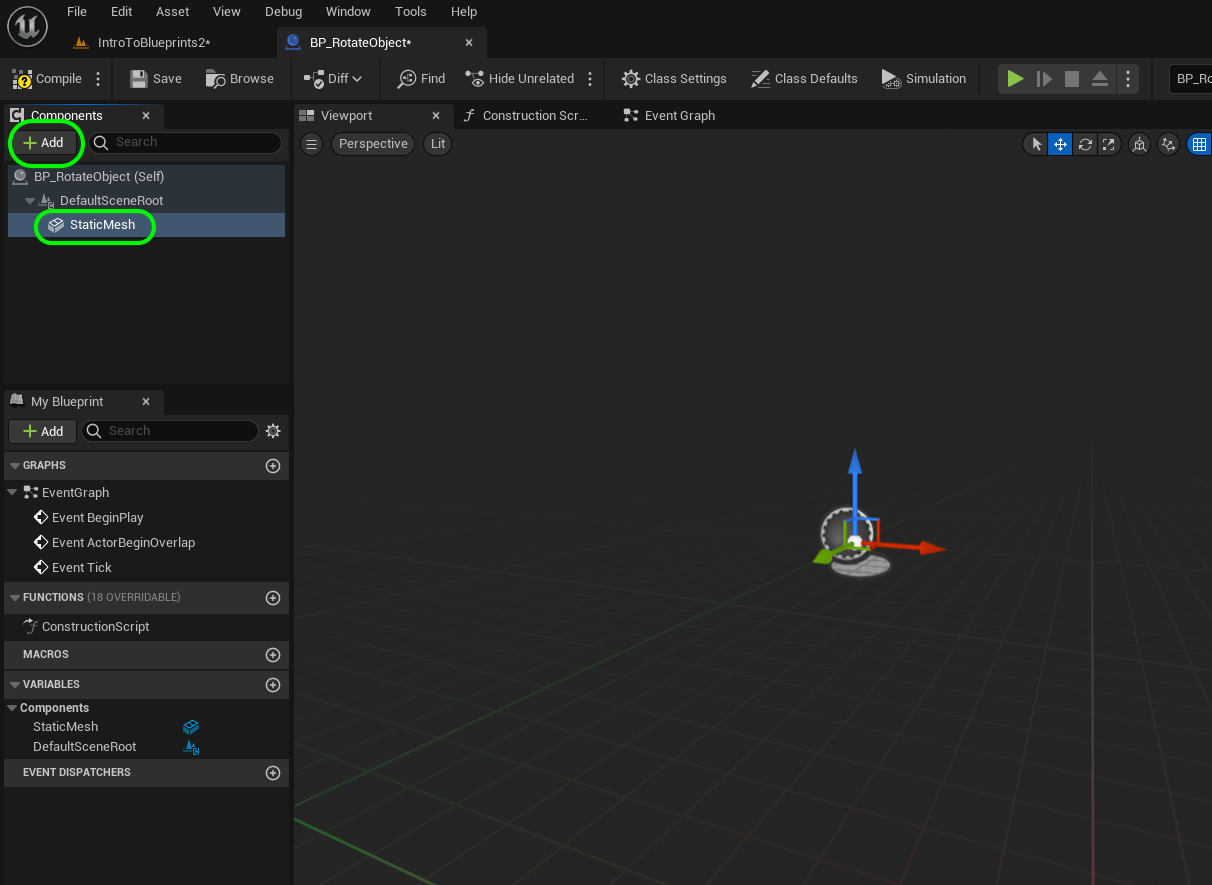 File Edit Asset View Debug Window Tools Help
IntroToBlueprints2* BP_RotateObject*
Compile Save Browse Diff Find Hide Unrelated Class Settings Class Defaults Simulation BP_Ro
Components Viewport Construction Scr... Event Graph
Add Search Perspective Lit
BP_RotateObject (Self)
DefaultSceneRoot
StaticMesh
My Blueprint
Add Search
GRAPHS
EventGraph
Event BeginPlay
Event ActorBeginOverlap
Event Tick
FUNCTIONS (18 OVERRIDABLE)
ConstructionScript
MACROS
VARIABLES
Components
StaticMesh
DefaultSceneRoot
EVENT DISPATCHERS